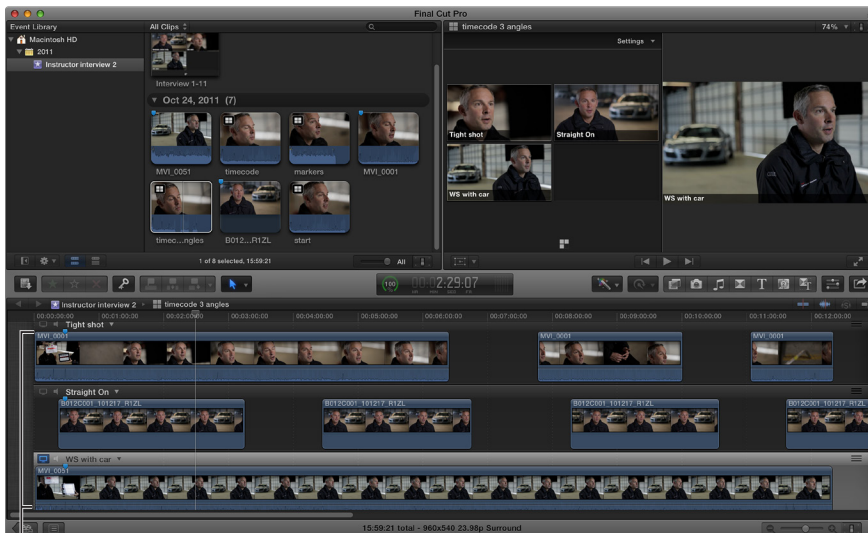 Final Cut Pro
Event Library
All Clips
timecode 3 angles
74%
Macintosh HD
2011
Instructor interview 2
Settings
Interview 1-11
Oct 24, 2011 (7)
MVI_0051
timecode
markers
MVI_0001
timec...ngles
B012...R1ZL
start
Tight shot
Straight On
WS with car
WS with car
1 of 8 selected, 15:59:21
All
100
2:29:07
Instructor interview 2
timecode 3 angles
00:00:00:00
00:01:00:00
00:02:00:00
00:03:00:00
00:04:00:00
00:05:00:00
00:06:00:00
00:07:00:00
00:08:00:00
00:09:00:00
00:10:00:00
00:11:00:00
00:12:00:00
Tight shot
MVI_0001
MVI_0001
MVI_0001
Straight On
B012C001_101217_R1ZL
B012C001_101217_R1ZL
B012C001_101217_R1ZL
B012C001_101217_R1ZL
WS with car
MVI_0051
15:59:21 total - 960x540 23.98p Surround